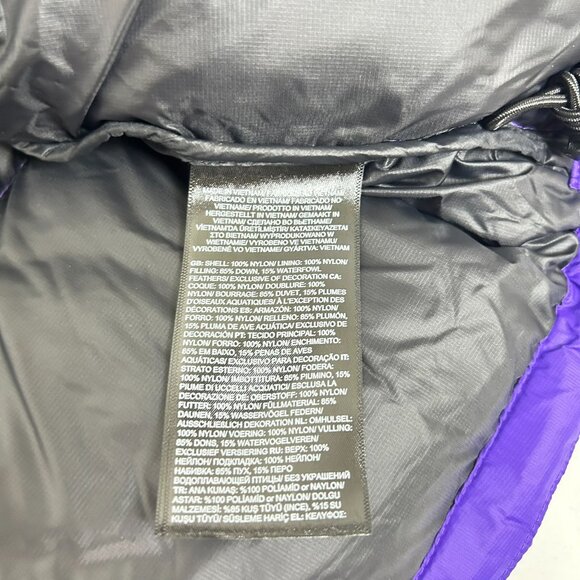 MADE IN VIETNAM/ FABRIQUÉ AU VIETNAM/
FABRICADO EN VIETNAM/ FABRICADO NO
VIETNAME/ PRODOTTO IN VIETNAM/
HERGESTELLT IN VIETNAM/ GEMAAKT IN
VIETNAM/ СДЕЛАНО ВО ВЬЕТНАМЕ/
VIETNAM'DA ÜRETİLMİŞTİR/ ΚΑΤΑΣΚΕΥΑΖΕΤΑΙ
ΣΤΟ ΒΙΕΤΝΑΜ/ WYPRODUKOWANO W
WIETNAMIE/ VYROBENO VE VIETNAMU/
VYROBENÉ VO VIETNAME/ GYÁRTVA: VIETNAM
GB: SHELL: 100% NYLON/ LINING: 100% NYLON/
FILLING: 85% DOWN, 15% WATERFOWL
FEATHERS/ EXCLUSIVE OF DECORATION CA:
COQUE: 100% NYLON/ DOUBLURE: 100%
NYLON/ BOURRAGE: 85% DUVET, 15% PLUMES
D'OISEAUX AQUATIQUES/ À L'EXCEPTION DES
DÉCORATIONS ES: ARMAZÓN: 100% NYLON/
FORRO: 100% NYLON/ RELLENO: 85% PLUMÓN,
15% PLUMA DE AVE ACUÁTICA/ EXCLUSIVO DE
DECORACIÓN PT: TECIDO PRINCIPAL: 100%
NYLON/ FORRO: 100% NYLON/ ENCHIMENTO:
85% EM BAIXO, 15% PENAS DE AVES
AQUÁTICAS/ EXCLUSIVO PARA DECORAÇÃO IT:
STRATO ESTERNO: 100% NYLON/ FODERA:
100% NYLON/ IMBOTTITURA: 85% PIUMINO, 15%
PIUME DI UCCELLI ACQUATICI/ ESCLUSA LA
DECORAZIONE DE: OBERSTOFF: 100% NYLON/
FUTTER: 100% NYLON/ FÜLLMATERIAL: 85%
DAUNEN, 15% WASSERVÖGEL FEDERN/
AUSSCHLIEßLICH DEKORATION NL: OMHULSEL:
100% NYLON/ VOERING: 100% NYLON/ VULLING:
85% DONS, 15% WATERVOGELVEREN/
EXCLUSIEF VERSIERING RU: ВЕРХ: 100%
НЕЙЛОН/ ПОДКЛАДКА: 100% НЕЙЛОН/
НАБИВКА: 85% ПУХ, 15% ПЕРО
ВОДОПЛАВАЮЩЕЙ ПТИЦЫ/ БЕЗ УКРАШЕНИЙ
TR: ANA KUMAŞ: %100 POLİAMİD or NAYLON/
ASTAR: %100 POLİAMİD or NAYLON/ DOLGU
MALZEMESİ: %85 KUŞ TÜYÜ (İNCE), %15 SU
KUŞU TÜYÜ/ SÜSLEME HARİÇ EL: ΚΕΛΥΦΟΣ: